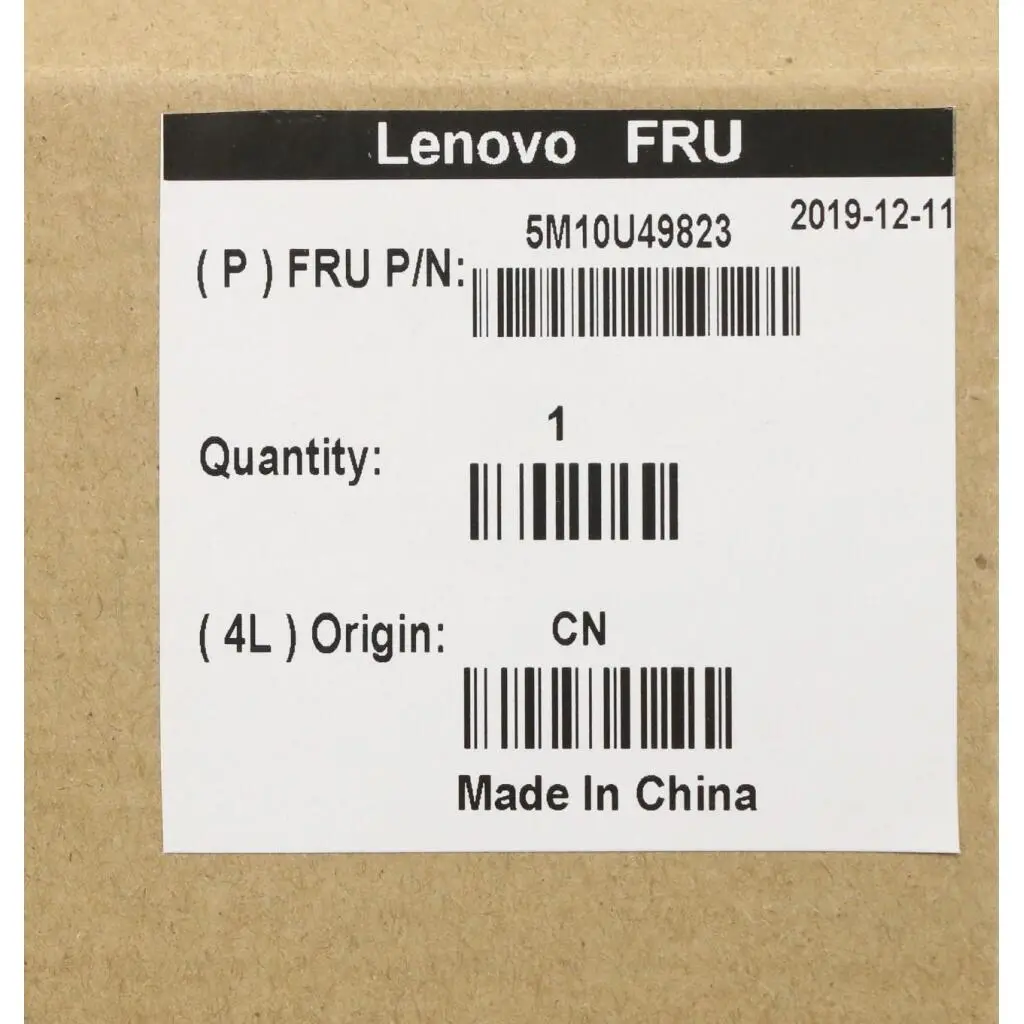 Lenovo FRU
2019-12-11
5M10U49823
( P ) FRU P/N:
1
Quantity:
( 4L ) Origin: CN
Made In China